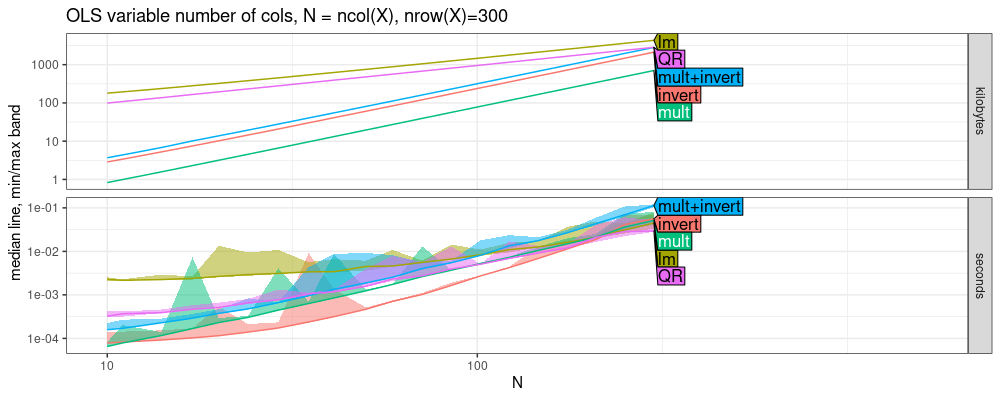 OLS variable number of cols, N = ncol(X), nrow(X)=300
median line, min/max band
1000
100
10
1
lm
QR
mult+invert
invert
mult
kilobytes
1e-01
1e-02
1e-03
1e-04
mult+invert
invert
mult
lm
QR
seconds
10
100
N